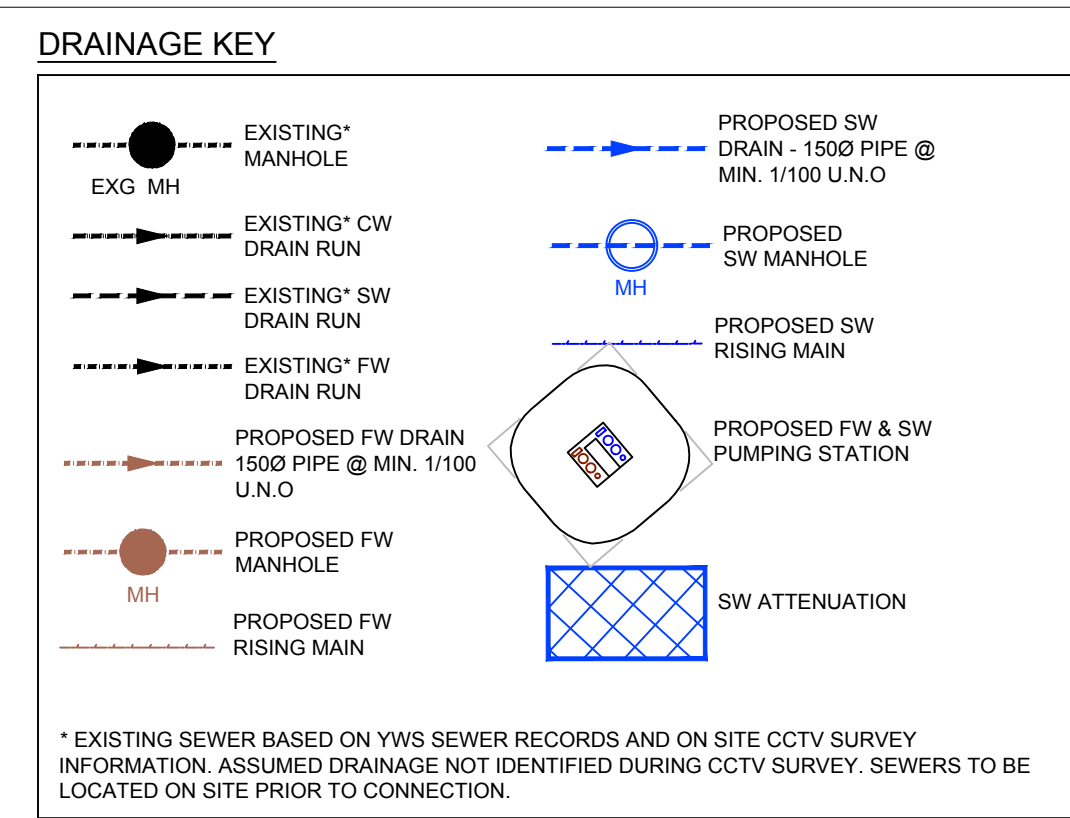 DRAINAGE KEY
EXISTING*
MANHOLE
EXG MH
EXISTING* CW
DRAIN RUN
EXISTING* SW
DRAIN RUN
EXISTING* FW
DRAIN RUN
PROPOSED FW DRAIN
150Ø PIPE @ MIN. 1/100
U.N.O
PROPOSED FW
MANHOLE
MH
PROPOSED FW
RISING MAIN
PROPOSED SW
DRAIN - 150Ø PIPE @
MIN. 1/100 U.N.O
PROPOSED
SW MANHOLE
MH
PROPOSED SW
RISING MAIN
PROPOSED FW & SW
PUMPING STATION
SW ATTENUATION
* EXISTING SEWER BASED ON YWS SEWER RECORDS AND ON SITE CCTV SURVEY
INFORMATION. ASSUMED DRAINAGE NOT IDENTIFIED DURING CCTV SURVEY. SEWERS TO BE
LOCATED ON SITE PRIOR TO CONNECTION.